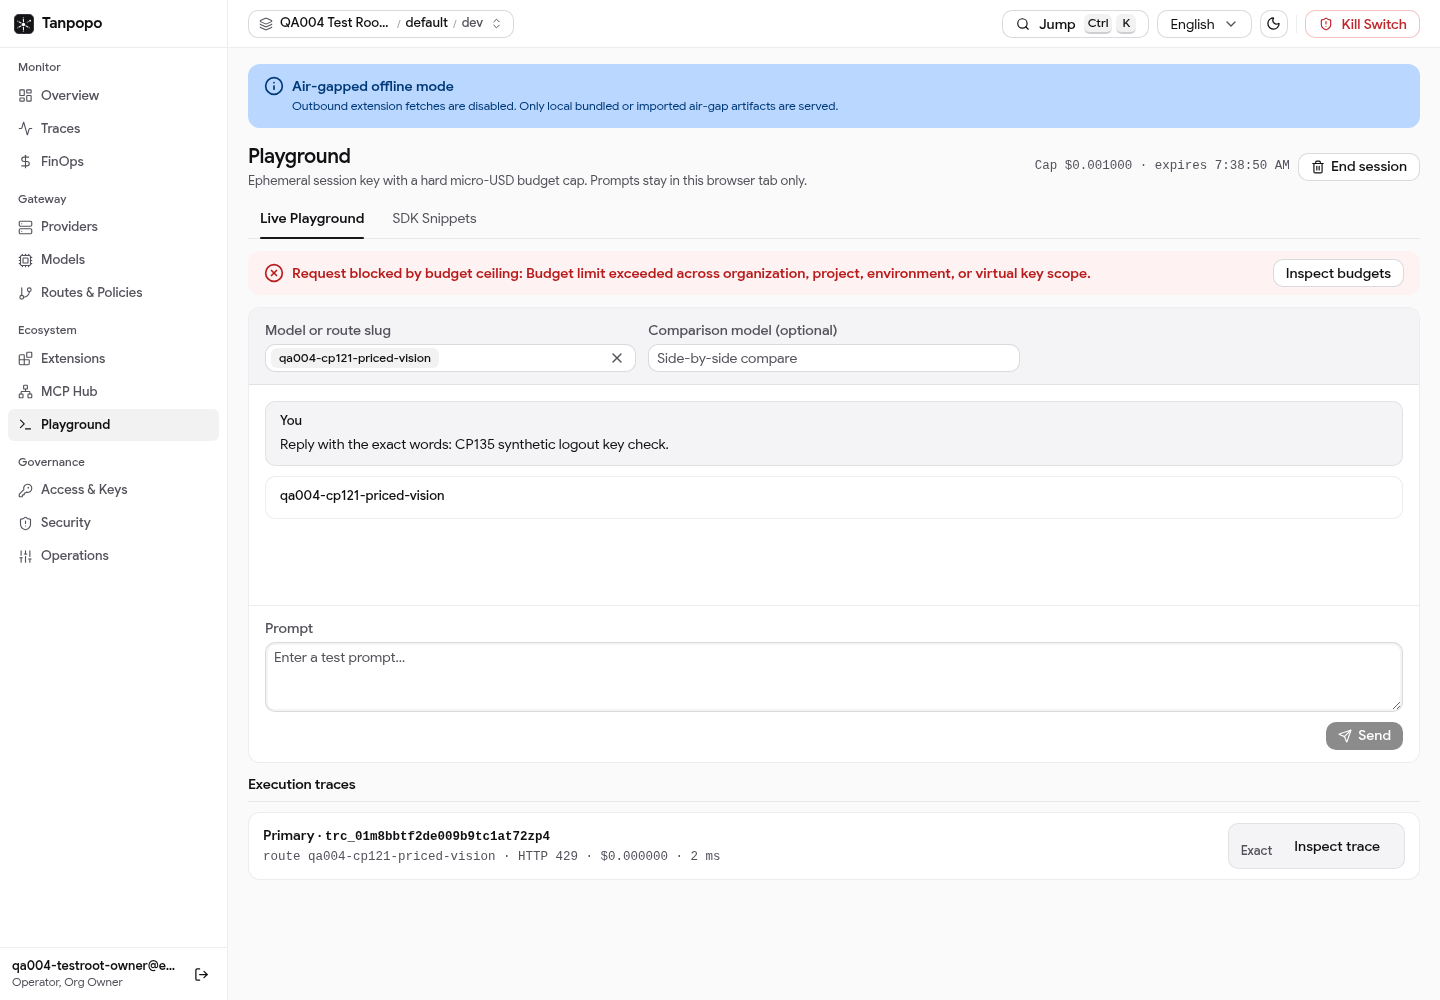 Tanpopo
QA004 Test Roo... / default / dev
Jump Ctrl K
English
Kill Switch
Monitor
Overview
Traces
FinOps
Gateway
Providers
Models
Routes & Policies
Ecosystem
Extensions
MCP Hub
Playground
Governance
Access & Keys
Security
Operations
qa004-testroot-owner@e...
Operator, Org Owner
Air-gapped offline mode
Outbound extension fetches are disabled. Only local bundled or imported air-gap artifacts are served.
Playground
Ephemeral session key with a hard micro-USD budget cap. Prompts stay in this browser tab only.
Cap $0.001000 · expires 7:38:50 AM
End session
Live Playground
SDK Snippets
Request blocked by budget ceiling: Budget limit exceeded across organization, project, environment, or virtual key scope.
Inspect budgets
Model or route slug
qa004-cp121-priced-vision
Comparison model (optional)
Side-by-side compare
You
Reply with the exact words: CP135 synthetic logout key check.
qa004-cp121-priced-vision
Prompt
Enter a test prompt...
Send
Execution traces
Primary · trc_01m8bbtf2de009b9tc1at72zp4
route qa004-cp121-priced-vision · HTTP 429 · $0.000000 · 2 ms
Exact
Inspect trace